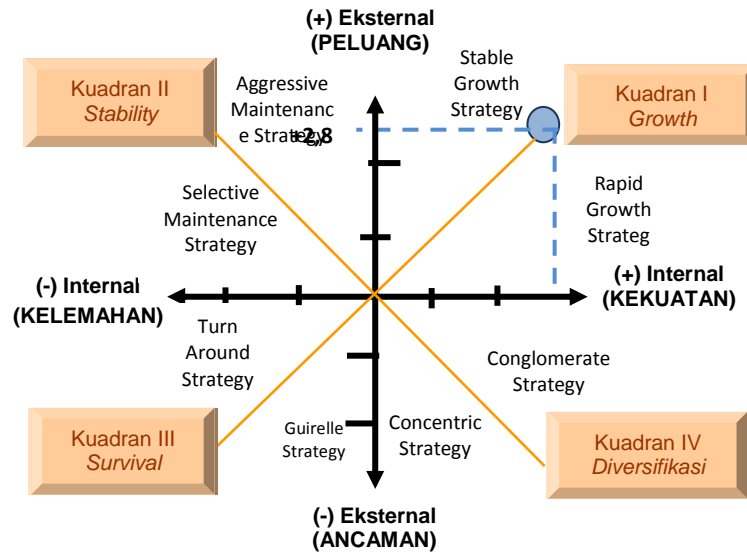 (+) Eksternal
(PELUANG)
Kuadran II
Stability
Aggressive
Maintenanc
e Strategy
+2,8
Stable
Growth
Strategy
Kuadran I
Growth
Selective
Maintenance
Strategy
Rapid
Growth
Strateg
(-) Internal
(KELEMAHAN)
(+) Internal
(KEKUATAN)
Turn
Around
Strategy
Conglomerate
Strategy
Kuadran III
Survival
Guirelle
Strategy
Concentric
Strategy
Kuadran IV
Diversifikasi
(-) Eksternal
(ANCAMAN)